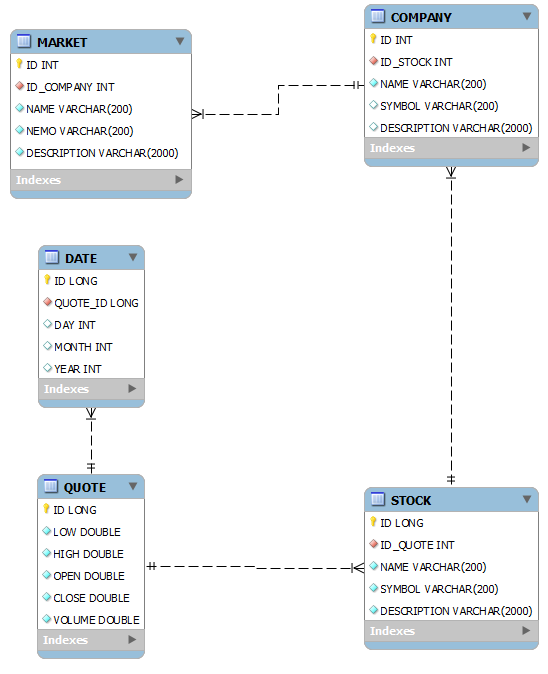 MARKET
ID INT
ID_COMPANY INT
NAME VARCHAR(200)
NEMO VARCHAR(200)
DESCRIPTION VARCHAR(2000)
Indexes
COMPANY
ID INT
ID_STOCK INT
NAME VARCHAR(200)
SYMBOL VARCHAR(200)
DESCRIPTION VARCHAR(2000)
Indexes
DATE
ID LONG
QUOTE_ID LONG
DAY INT
MONTH INT
YEAR INT
Indexes
QUOTE
ID LONG
LOW DOUBLE
HIGH DOUBLE
OPEN DOUBLE
CLOSE DOUBLE
VOLUME DOUBLE
Indexes
STOCK
ID LONG
ID_QUOTE INT
NAME VARCHAR(200)
SYMBOL VARCHAR(200)
DESCRIPTION VARCHAR(2000)
Indexes